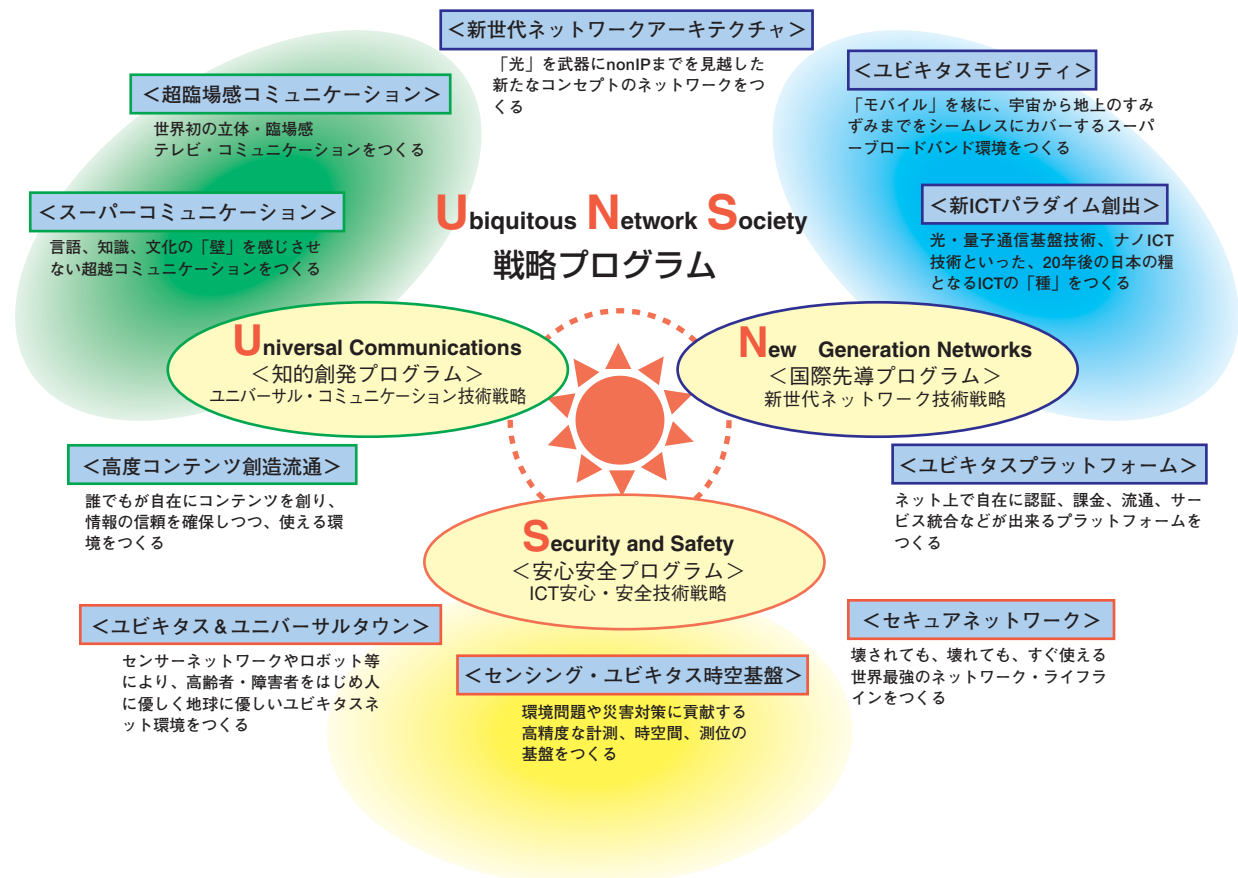 ＜新世代ネットワークアーキテクチャ＞
「光」を武器にnonIPまでを見越した
新たなコンセプトのネットワークをつ
くる
＜超臨場感コミュニケーション＞
世界初の立体・臨場感
テレビ・コミュニケーションをつくる
＜ユビキタスモビリティ＞
「モバイル」を核に、宇宙から地上のすみ
ずみまでをシームレスにカバーするスーパ
ーブロードバンド環境をつくる
＜スーパーコミュニケーション＞
言語、知識、文化の「壁」を感じさせ
ない超越コミュニケーションをつくる
Ubiquitous Network Society
戦略プログラム
＜新ICTパラダイム創出＞
光・量子通信基盤技術、ナノICT
技術といった、20年後の日本の糧
となるICTの「種」をつくる
Universal Communications
＜知的創発プログラム＞
ユニバーサル・コミュニケーション技術戦略
New Generation Networks
＜国際先導プログラム＞
新世代ネットワーク技術戦略
＜高度コンテンツ創造流通＞
誰でもが自在にコンテンツを創り、
情報の信頼を確保しつつ、使える環
境をつくる
＜ユビキタスプラットフォーム＞
ネット上で自在に認証、課金、流通、サー
ビス統合などが出来るプラットフォームを
つくる
Security and Safety
＜安心安全プログラム＞
ICT安心・安全技術戦略
＜ユビキタス＆ユニバーサルタウン＞
センサーネットワークやロボット等
により、高齢者・障害者をはじめ人
に優しく地球に優しいユビキタスネ
ット環境をつくる
＜センシング・ユビキタス時空基盤＞
環境問題や災害対策に貢献する
高精度な計測、時空間、測位の
基盤をつくる
＜セキュアネットワーク＞
壊されても、壊れても、すぐ使える
世界最強のネットワーク・ライフラ
インをつくる